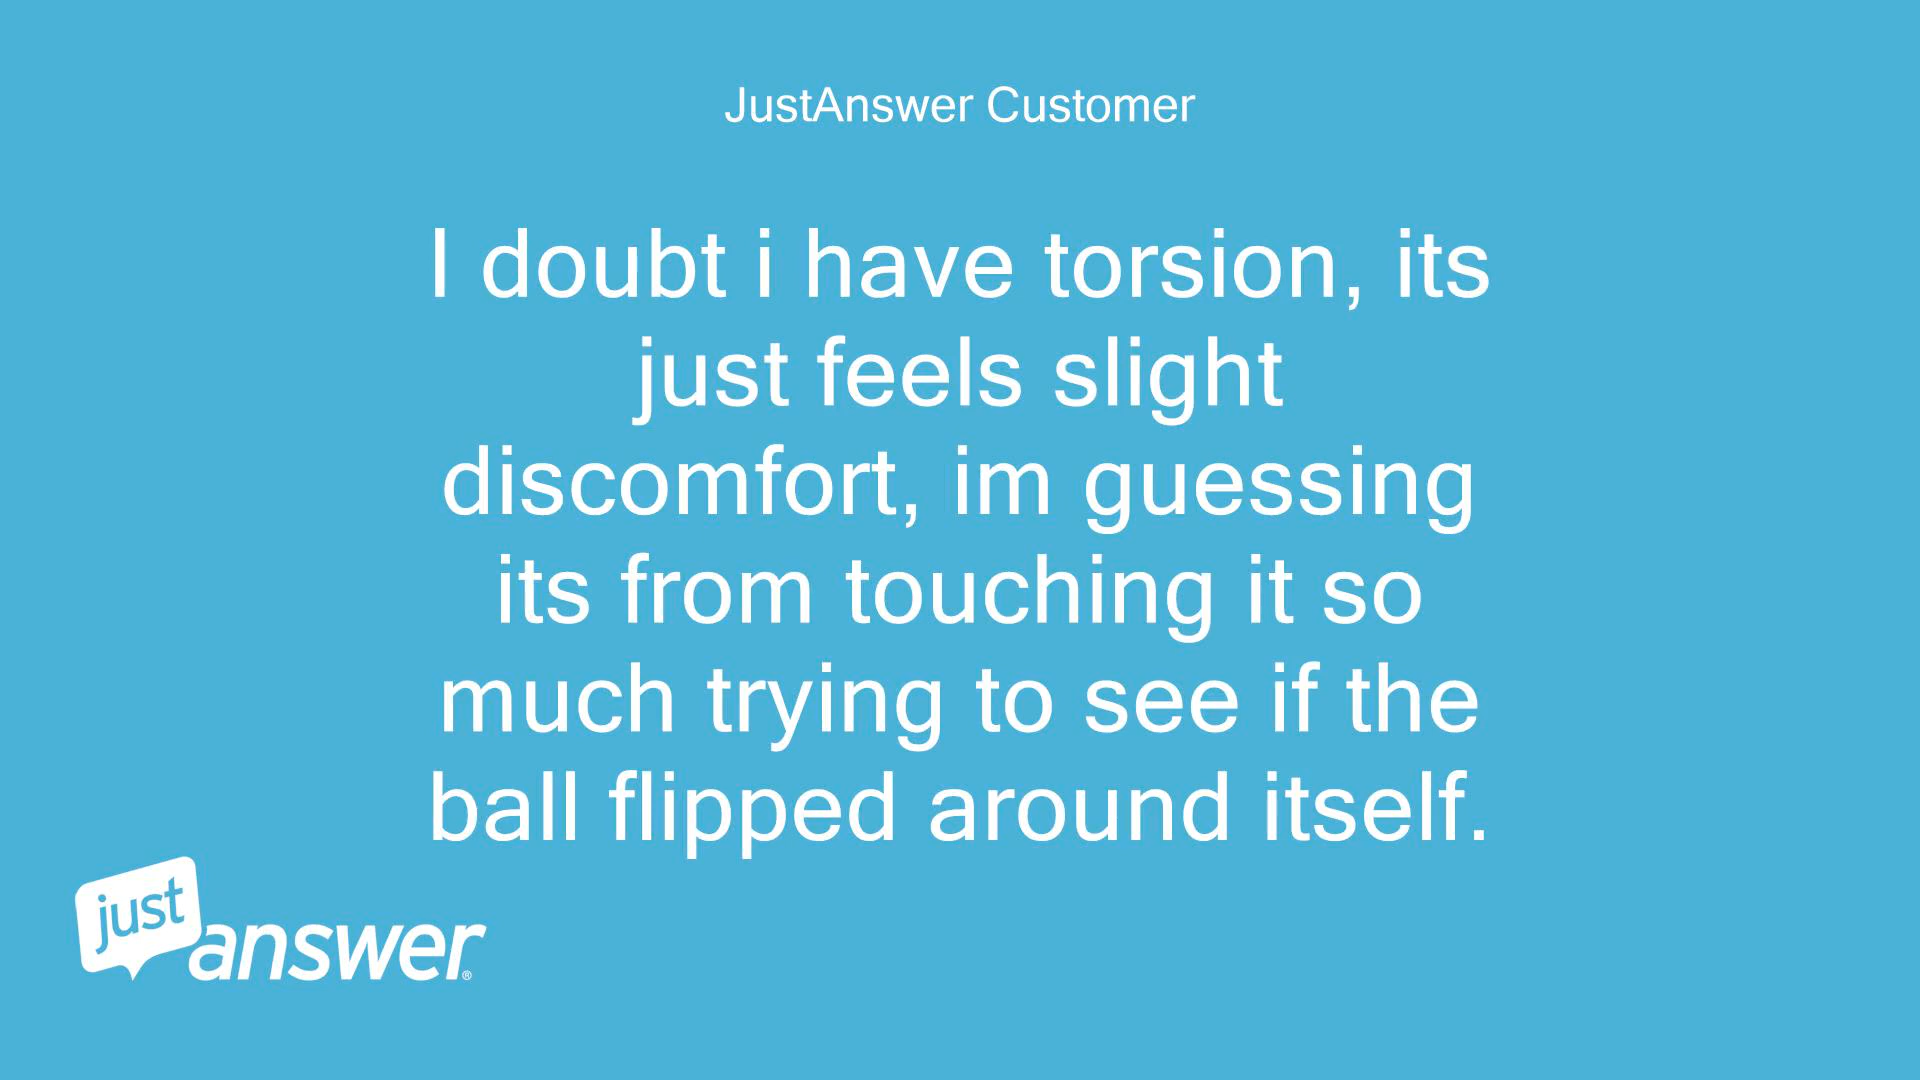 JustAnswer Customer
I doubt i have torsion, its
just feels slight
discomfort, im guessing
its from touching it so
much trying to see if the
ball flipped around itself.
just
answer®